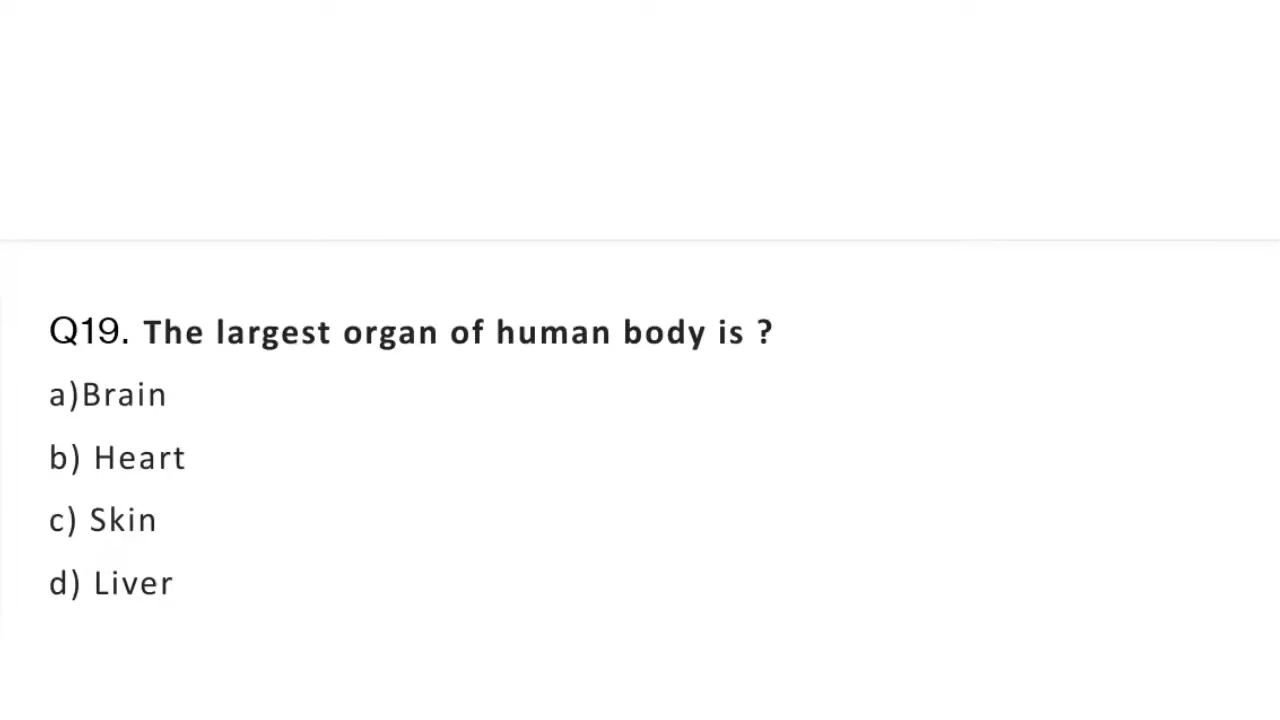 Q19. The largest organ of human body is ?
a)Brain
b) Heart
c) Skin
d) Liver